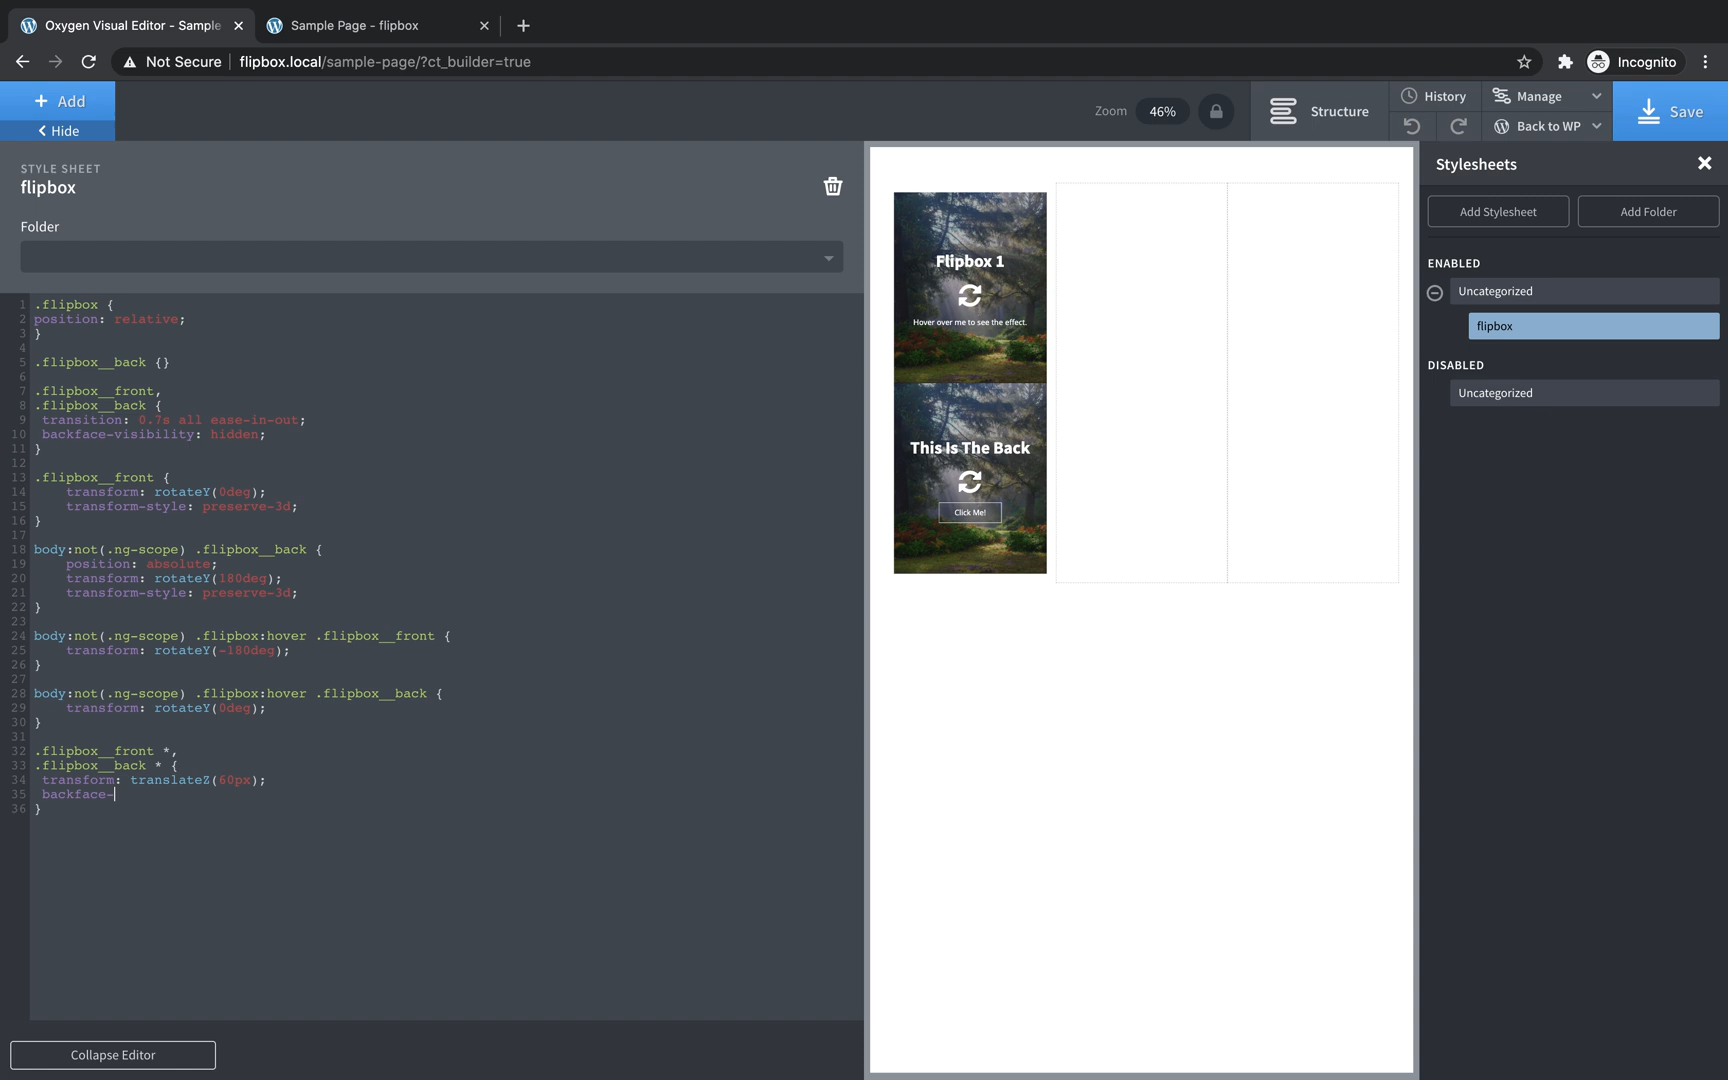 Oxygen Visual Editor - Sample
Sample Page - flipbox
Not Secure
flipbox.local/sample-page/?ct_builder=true
Incognito
+ Add
Hide
Zoom
46%
Structure
History
Manage
Back to WP
Save
STYLE SHEET
flipbox
Folder
1 .flipbox {
2 position: relative;
3 }
4
5 .flipbox__back {}
6
7 .flipbox__front,
8 .flipbox__back {
9 transition: 0.7s all ease-in-out;
10 backface-visibility: hidden;
11 }
12
13 .flipbox__front {
14 transform: rotateY(0deg);
15 transform-style: preserve-3d;
16 }
17
18 body:not(.ng-scope) .flipbox__back {
19 position: absolute;
20 transform: rotateY(180deg);
21 transform-style: preserve-3d;
22 }
23
24 body:not(.ng-scope) .flipbox:hover .flipbox__front {
25 transform: rotateY(-180deg);
26 }
27
28 body:not(.ng-scope) .flipbox:hover .flipbox__back {
29 transform: rotateY(0deg);
30 }
31
32 .flipbox__front *,
33 .flipbox__back * {
34 transform: translateZ(60px);
35 backface-
36 }
Collapse Editor
Flipbox 1
Hover over me to see the effect.
This Is The Back
Click Me!
Stylesheets
Add Stylesheet
Add Folder
ENABLED
Uncategorized
flipbox
DISABLED
Uncategorized